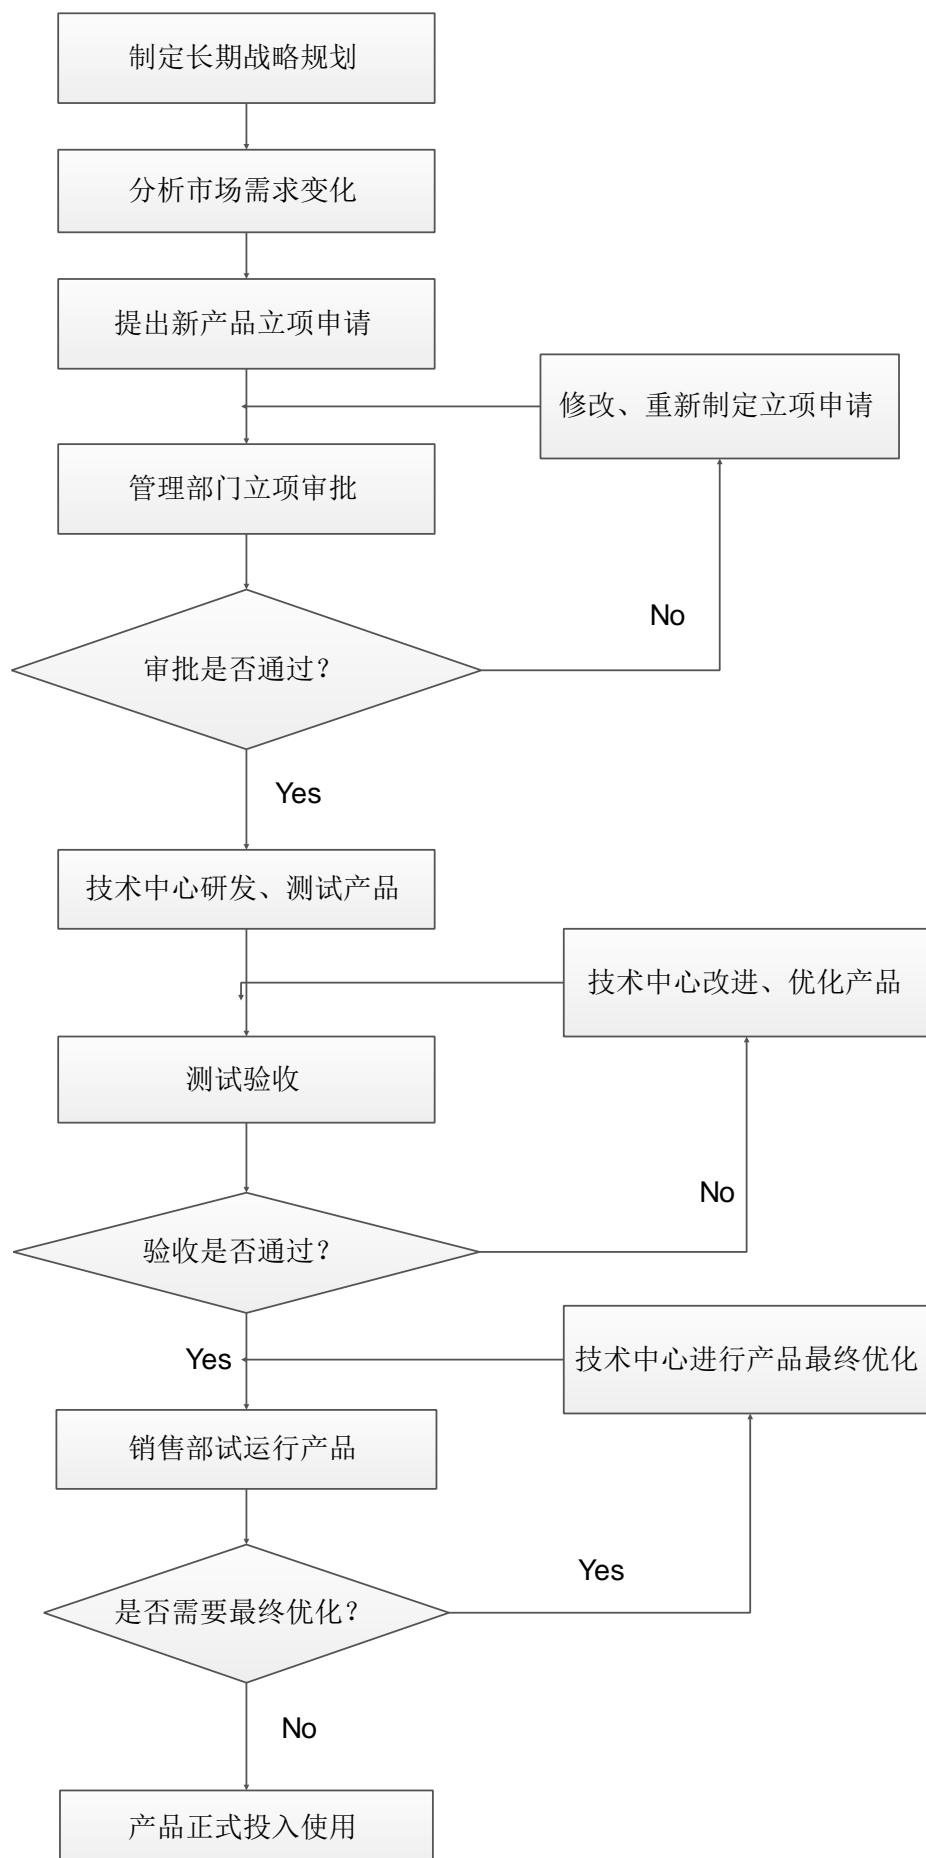 制定长期战略规划
分析市场需求变化
提出新产品立项申请
修改、重新制定立项申请
管理部门立项审批
No
审批是否通过？
Yes
技术中心研发、测试产品
技术中心改进、优化产品
测试验收
No
验收是否通过？
Yes
技术中心进行产品最终优化
销售部试运行产品
Yes
是否需要最终优化？
No
产品正式投入使用